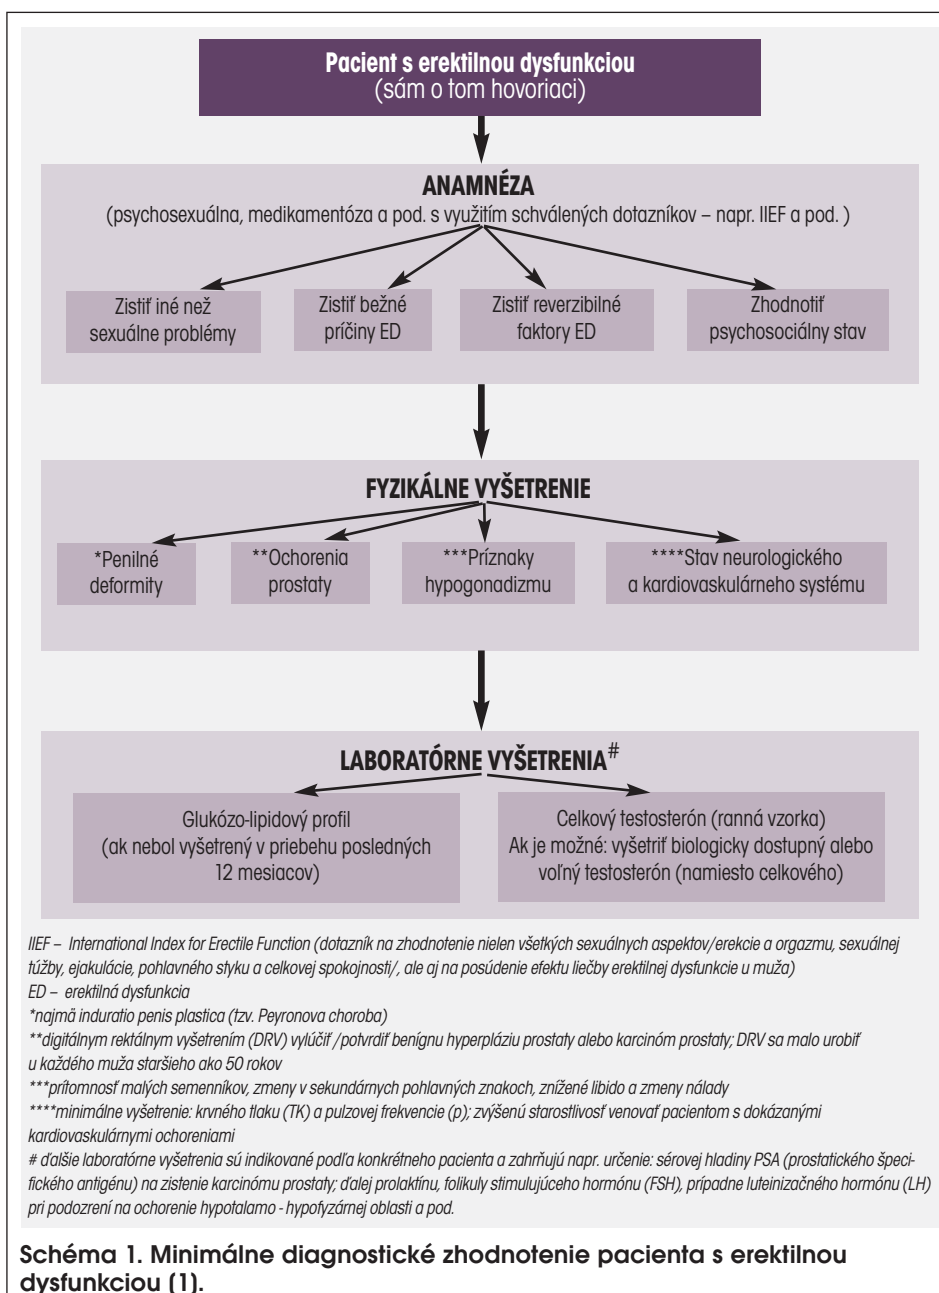 Pacient s erektilnou dysfunkciou
(sám o tom hovoriaci)
ANAMNÉZA
(psychosexuálna, medikamentóza a pod. s využitím schválených dotazníkov – napr. IIEF a pod. )
Zistiť iné než
sexuálne problémy
Zistiť bežné
príčiny ED
Zistiť reverzibilné
faktory ED
Zhodnotiť
psychosociálny stav
FYZIKÁLNE VYŠETRENIE
*Penilné
deformity
**Ochorenia
prostaty
***Príznaky
hypogonadizmu
****Stav neurologického
a kardiovaskulárneho systému
LABORATÓRNE VYŠETRENIA#
Glukózo-lipidový profil
(ak nebol vyšetrený v priebehu posledných
12 mesiacov)
Celkový testosterón (ranná vzorka)
Ak je možné: vyšetriť biologicky dostupný alebo
voľný testosterón (namiesto celkového)
IIEF – International Index for Erectile Function (dotazník na zhodnotenie nielen všetkých sexuálnych aspektov/erekcie a orgazmu, sexuálnej
túžby, ejakulácie, pohlavného styku a celkovej spokojnosti/, ale aj na posúdenie efektu liečby erektilnej dysfunkcie u muža)
ED – erektilná dysfunkcia
*najmä induratio penis plastica (tzv. Peyronova choroba)
**digitálnym rektálnym vyšetrením (DRV) vylúčiť /potvrdiť benígnu hyperpláziu prostaty alebo karcinóm prostaty; DRV sa malo urobiť
u každého muža staršieho ako 50 rokov
***prítomnosť malých semenníkov, zmeny v sekundárnych pohlavných znakoch, znížené libido a zmeny nálady
****minimálne vyšetrenie: krvného tlaku (TK) a pulzovej frekvencie (p); zvýšenú starostlivosť venovať pacientom s dokázanými
kardiovaskulárnymi ochoreniami
# ďalšie laboratórne vyšetrenia sú indikované podľa konkrétneho pacienta a zahrňujú napr. určenie: sérovej hladiny PSA (prostatického špeci-
fického antigénu) na zistenie karcinómu prostaty; ďalej prolaktínu, folikuly stimulujúceho hormónu (FSH), prípadne luteinizačného hormónu (LH)
pri podozrení na ochorenie hypotalamo - hypofyzárnej oblasti a pod.
Schéma 1. Minimálne diagnostické zhodnotenie pacienta s erektilnou
dysfunkciou (1).